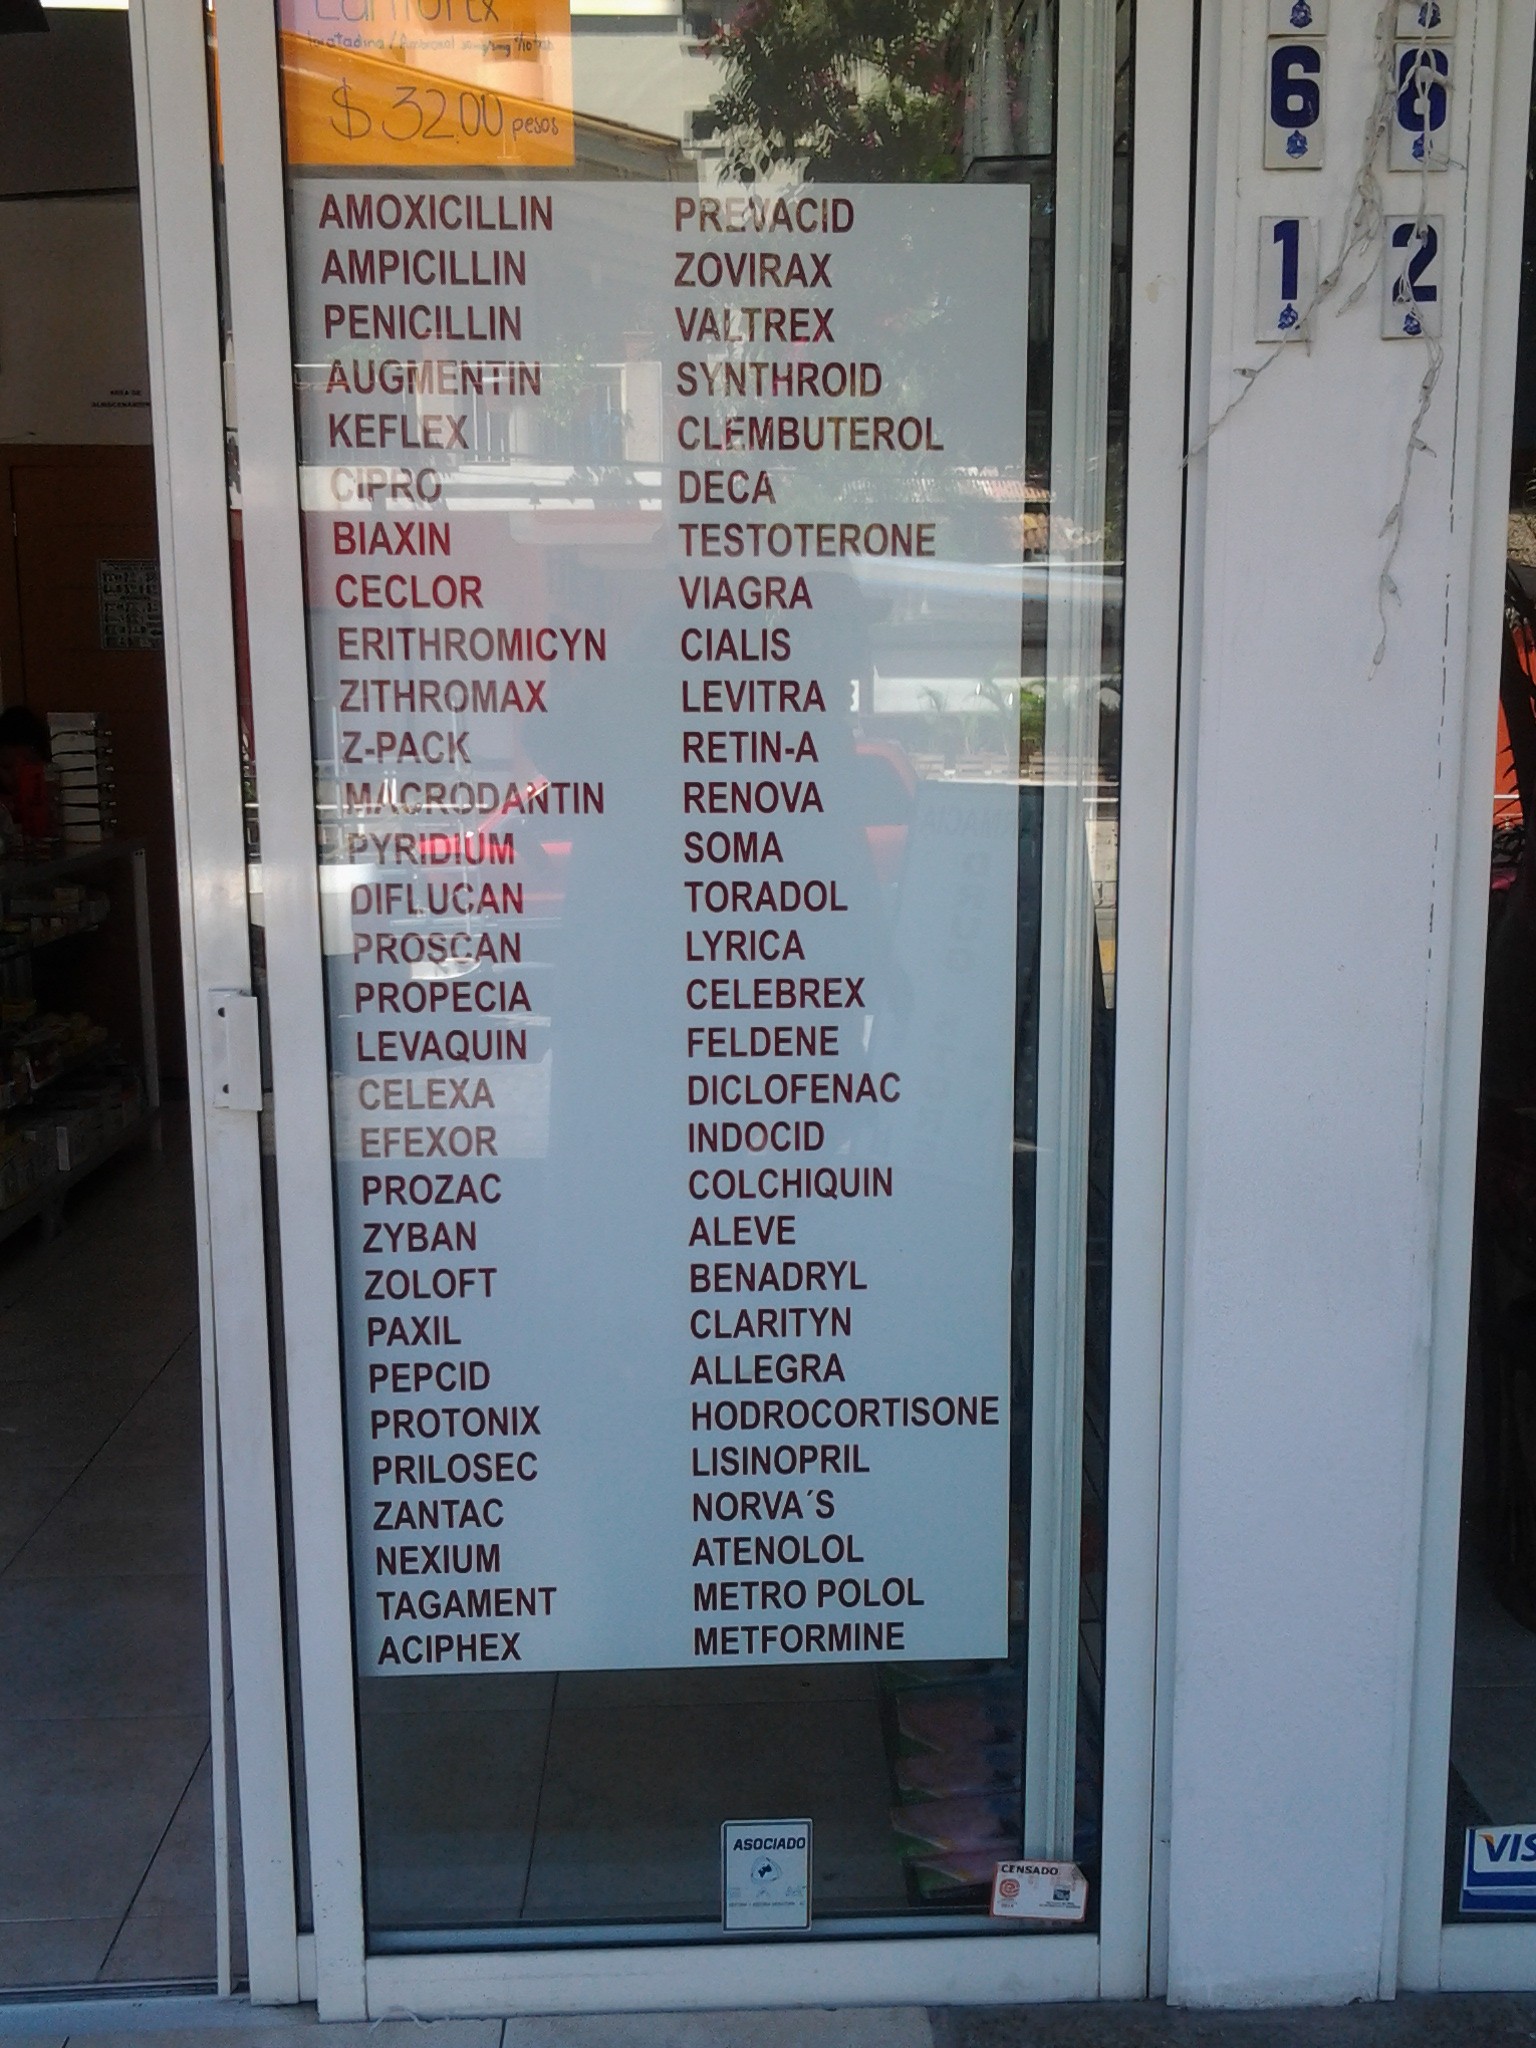 $ 32.00 pesos
AMOXICILLIN
AMPICILLIN
PENICILLIN
AUGMENTIN
KEFLEX
CIPRO
BIAXIN
CECLOR
ERITHROMICYN
ZITHROMAX
Z-PACK
MACRODANTIN
PYRIDIUM
DIFLUCAN
PROSCAN
PROPECIA
LEVAQUIN
CELEXA
EFEXOR
PROZAC
ZYBAN
ZOLOFT
PAXIL
PEPCID
PROTONIX
PRILOSEC
ZANTAC
NEXIUM
TAGAMENT
ACIPHEX
PREVACID
ZOVIRAX
VALTREX
SYNTHROID
CLEMBUTEROL
DECA
TESTOTERONE
VIAGRA
CIALIS
LEVITRA
RETIN-A
RENOVA
SOMA
TORADOL
LYRICA
CELEBREX
FELDENE
DICLOFENAC
INDOCID
COLCHIQUIN
ALEVE
BENADRYL
CLARITYN
ALLEGRA
HODROCORTISONE
LISINOPRIL
NORVA´S
ATENOLOL
METRO POLOL
METFORMINE
6 6
1 2
ASOCIADO
CENSADO
VIS